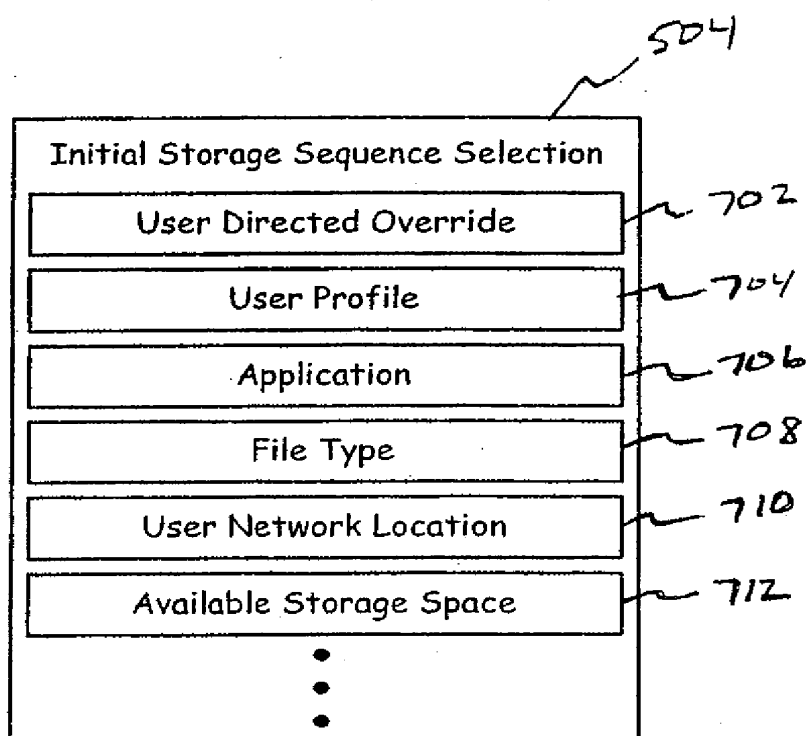 504
Initial Storage Sequence Selection
User Directed Override 702
User Profile 704
Application 706
File Type 708
User Network Location 710
Available Storage Space 712